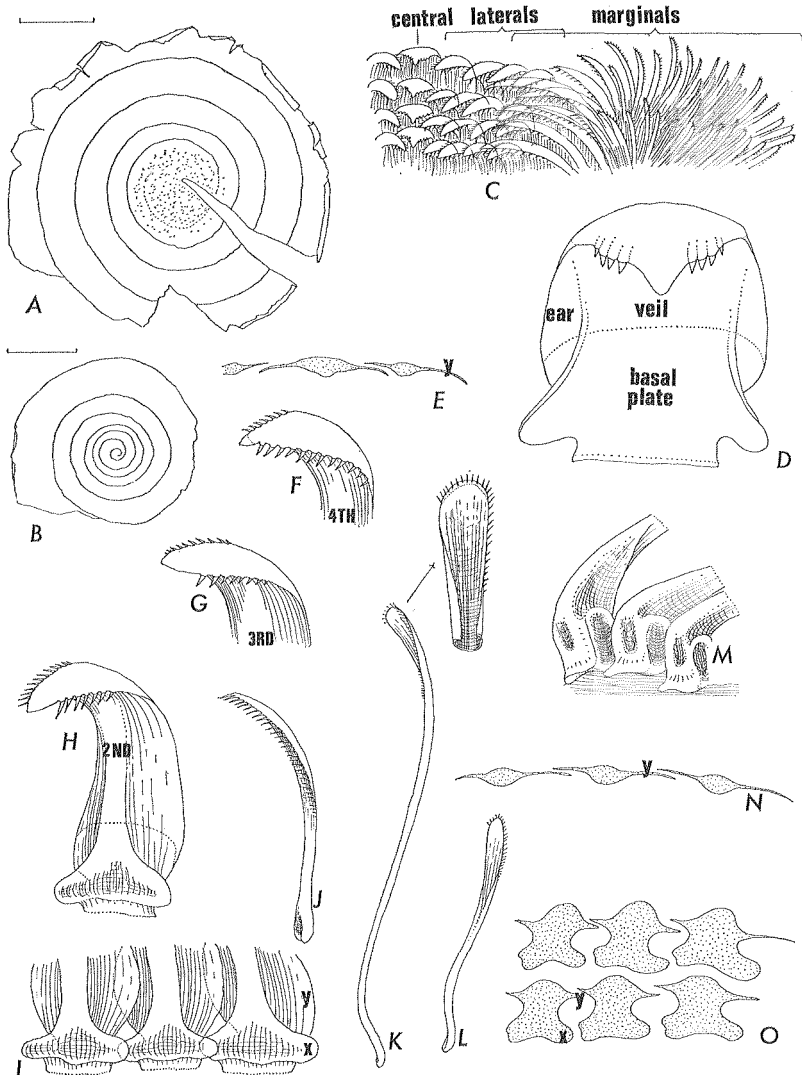 central laterals marginals
A
C
ear veil
basal plate
D
y
E
B
F
4TH
G
3RD
M
H
2ND
y
N
J
y
x
I
K
L
y
x
O